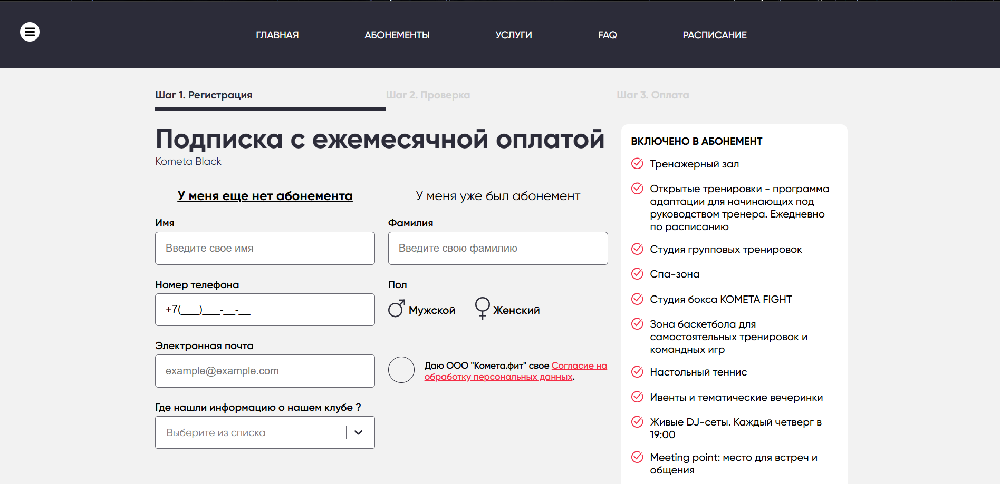 ГЛАВНАЯ
АБОНЕМЕНТЫ
УСЛУГИ
FAQ
РАСПИСАНИЕ
Шаг 1. Регистрация
Шаг 2. Проверка
Шаг 3. Оплата
Подписка с ежемесячной оплатой
Kometa Black
У меня еще нет абонемента
У меня уже был абонемент
Имя
Введите свое имя
Фамилия
Введите свою фамилию
Номер телефона
+7(___)___-__-__
Пол
Мужской
Женский
Электронная почта
example@example.com
Даю ООО "Комета.фит" свое Согласие на
обработку персональных данных.
Где нашли информацию о нашем клубе ?
Выберите из списка
ВКЛЮЧЕНО В АБОНЕМЕНТ
Тренажерный зал
Открытые тренировки - программа
адаптации для начинающих под
руководством тренера. Ежедневно
по расписанию
Студия групповых тренировок
Спа-зона
Студия бокса KOMETA FIGHT
Зона баскетбола для
самостоятельных тренировок и
командных игр
Настольный теннис
Ивенты и тематические вечеринки
Живые DJ-сеты. Каждый четверг в
19:00
Meeting point: место для встреч и
общения